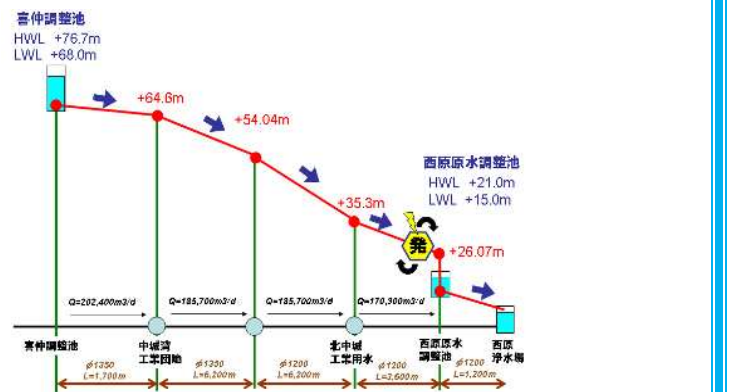 喜仲調整池
HWL +76.7m
LWL +68.0m
+64.6m
+54.04m
西原原水調整池
HWL +21.0m
LWL +15.0m
+35.3m
発
+26.07m
Q=202,400m3/d
Q=185,700m3/d
Q=185,700m3/d
Q=170,300m3/d
喜仲調整池
中城湾
工業団地
北中城
工業用水
西原原水
調整池
西原
浄水場
φ1350
L=1,700m
φ1350
L=6,200m
φ1200
L=6,200m
φ1200
L=3,600m
φ1200
L=1,200m